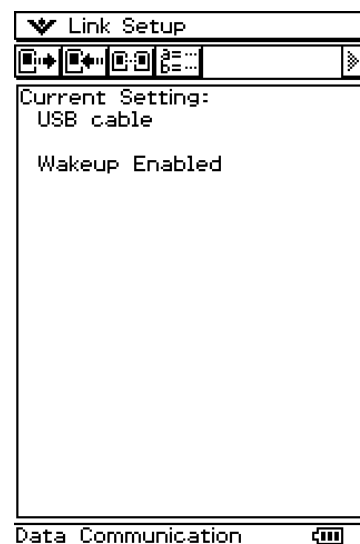 Link Setup
Current Setting:
USB cable
Wakeup Enabled
Data Communication